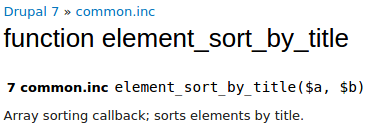 Drupal 7 » common.inc
function element_sort_by_title
7 common.inc element_sort_by_title($a, $b)
Array sorting callback; sorts elements by title.